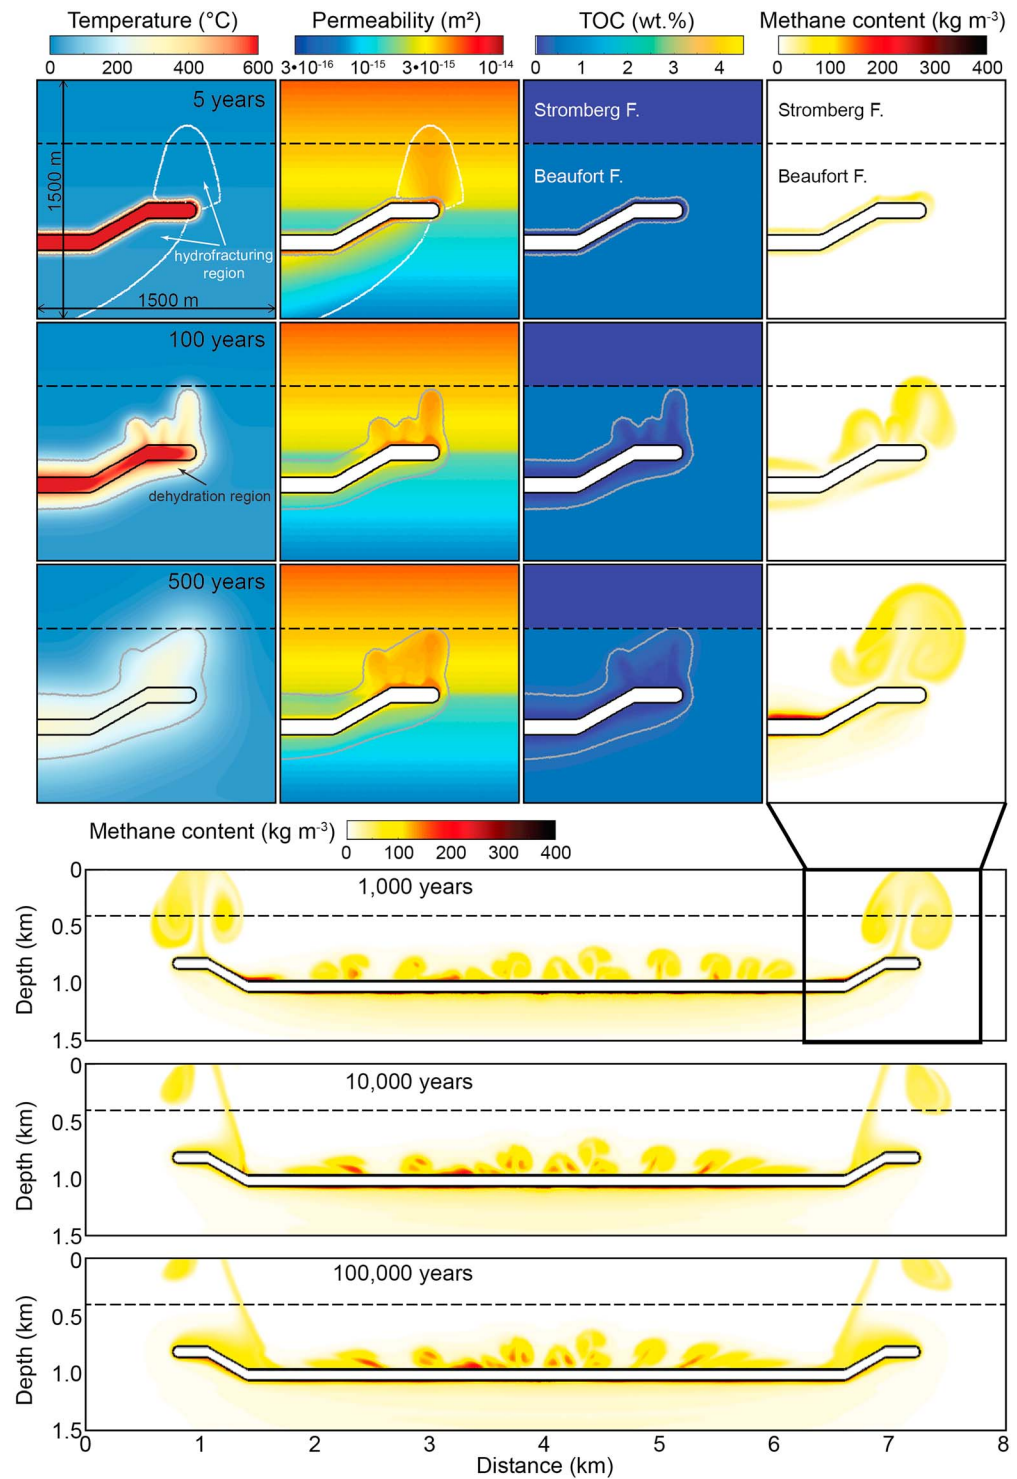 Temperature (°C) Permeability (m²) TOC (wt.%) Methane content (kg m⁻³)
0 200 400 600 3•10⁻¹⁶ 10⁻¹⁵ 3•10⁻¹⁵ 10⁻¹⁴ 0 1 2 3 4 0 100 200 300 400
5 years Stromberg F. Stromberg F.
1500 m Beaufort F. Beaufort F.
hydrofracturing
region
1500 m
100 years
dehydration region
500 years
Methane content (kg m⁻³)
0 100 200 300 400
Depth (km)
0
0.5
1.0
1.5
1,000 years
Depth (km)
0
0.5
1.0
1.5
10,000 years
Depth (km)
0
0.5
1.0
1.5
100,000 years
0 1 2 3 4 5 6 7 8
Distance (km)